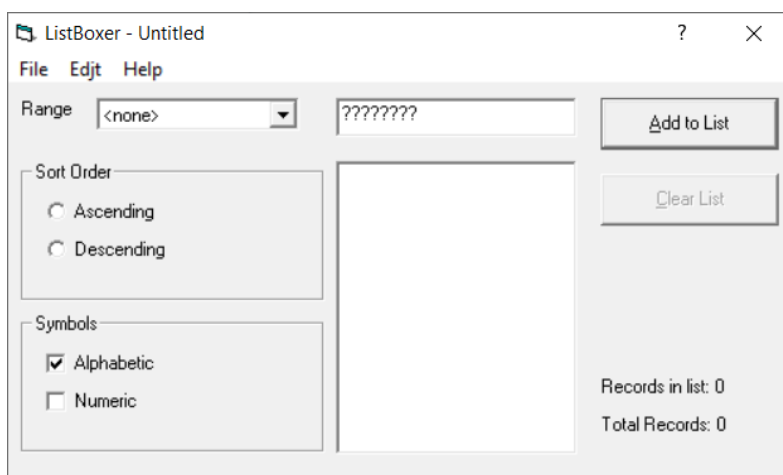 ListBoxer - Untitled ?
File Edjt Help
Range <none> ???????? Add to List
Sort Order
Ascending
Descending
Clear List
Symbols
Alphabetic
Numeric
Records in list: 0
Total Records: 0